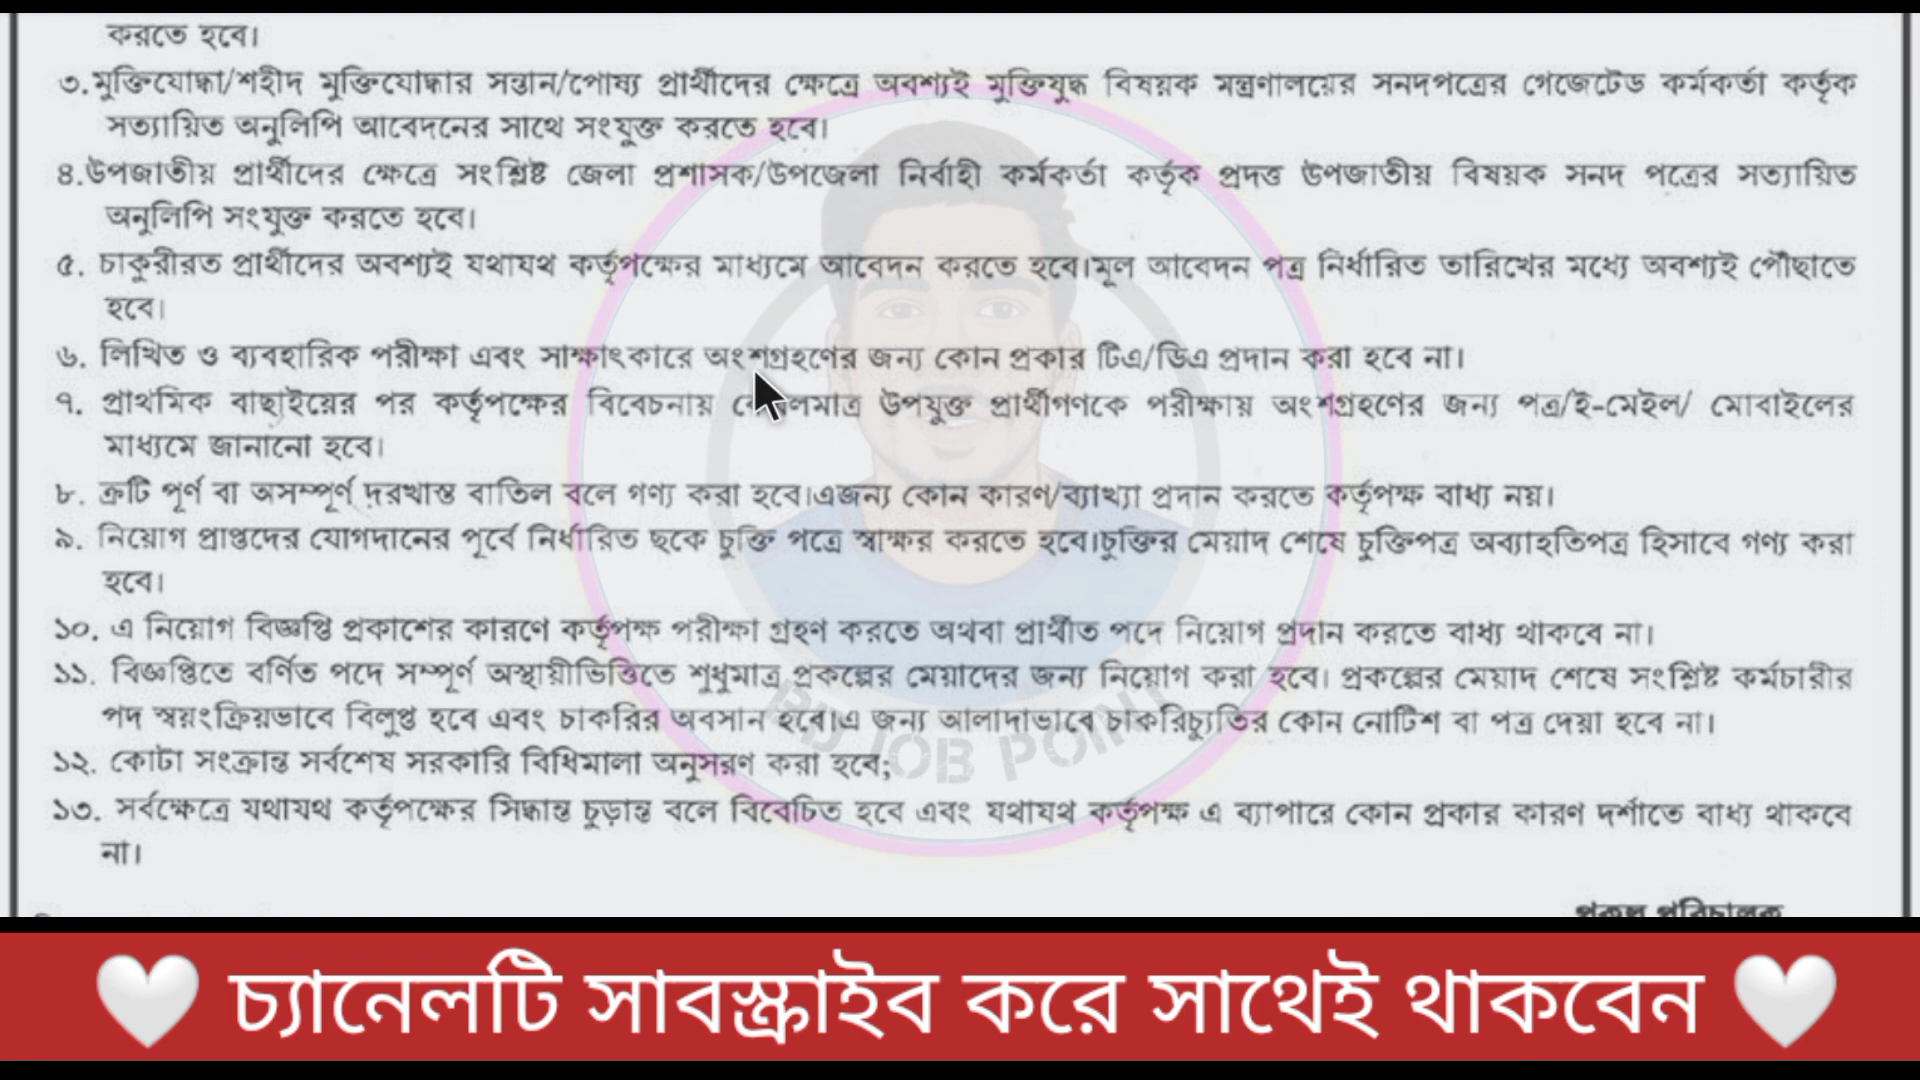 করতে হবে।
৩.মুক্তিযোদ্ধা/শহীদ মুক্তিযোদ্ধার সন্তান/পোষ্য প্রার্থীদের ক্ষেত্রে অবশ্যই মুক্তিযুদ্ধ বিষয়ক মন্ত্রণালয়ের সনদপত্রের গেজেটেড কর্মকর্তা কর্তৃক
সত্যায়িত অনুলিপি আবেদনের সাথে সংযুক্ত করতে হবে।
৪.উপজাতীয় প্রার্থীদের ক্ষেত্রে সংশ্লিষ্ট জেলা প্রশাসক/উপজেলা নির্বাহী কর্মকর্তা কর্তৃক প্রদত্ত উপজাতীয় বিষয়ক সনদ পত্রের সত্যায়িত
অনুলিপি সংযুক্ত করতে হবে।
৫. চাকুরীরত প্রার্থীদের অবশ্যই যথাযথ কর্তৃপক্ষের মাধ্যমে আবেদন করতে হবে।মূল আবেদন পত্র নির্ধারিত তারিখের মধ্যে অবশ্যই পৌছাতে
হবে।
৬. লিখিত ও ব্যবহারিক পরীক্ষা এবং সাক্ষাৎকারে অংশগ্রহণের জন্য কোন প্রকার টিএ/ডিএ প্রদান করা হবে না।
৭. প্রাথমিক বাছাইয়ের পর কর্তৃপক্ষের বিবেচনায় কেবলমাত্র উপযুক্ত প্রার্থীগণকে পরীক্ষায় অংশগ্রহণের জন্য পত্র/ই-মেইল/ মোবাইলের
মাধ্যমে জানানো হবে।
৮. ত্রুটি পূর্ণ বা অসম্পূর্ণ দরখাস্ত বাতিল বলে গণ্য করা হবে।এজন্য কোন কারণ/ব্যাখ্যা প্রদান করতে কর্তৃপক্ষ বাধ্য নয়।
৯. নিয়োগ প্রাপ্তদের যোগদানের পূর্বে নির্ধারিত ছকে চুক্তি পত্রে স্বাক্ষর করতে হবে।চুক্তির মেয়াদ শেষে চুক্তিপত্র অব্যাহতিপত্র হিসাবে গণ্য করা
হবে।
১০. এ নিয়োগ বিজ্ঞপ্তি প্রকাশের কারণে কর্তৃপক্ষ পরীক্ষা গ্রহণ করতে অথবা প্রার্থীত পদে নিয়োগ প্রদান করতে বাধ্য থাকবে না।
১১. বিজ্ঞপ্তিতে বর্ণিত পদে সম্পূর্ণ অস্থায়ীভিত্তিতে শুধুমাত্র প্রকল্পের মেয়াদের জন্য নিয়োগ করা হবে। প্রকল্পের মেয়াদ শেষে সংশ্লিষ্ট কর্মচারীর
পদ স্বয়ংক্রিয়ভাবে বিলুপ্ত হবে এবং চাকরির অবসান হবে।এ জন্য আলাদাভাবে চাকরিচ্যুতির কোন নোটিশ বা পত্র দেয়া হবে না।
১২. কোটা সংক্রান্ত সর্বশেষ সরকারি বিধিমালা অনুসরণ করা হবে;
১৩. সর্বক্ষেত্রে যথাযথ কর্তৃপক্ষের সিদ্ধান্ত চুড়ান্ত বলে বিবেচিত হবে এবং যথাযথ কর্তৃপক্ষ এ ব্যাপারে কোন প্রকার কারণ দর্শাতে বাধ্য থাকবে
না।
প্রকল্প পরিচালক
BD JOB POINT
চ্যানেলটি সাবস্ক্রাইব করে সাথেই থাকবেন